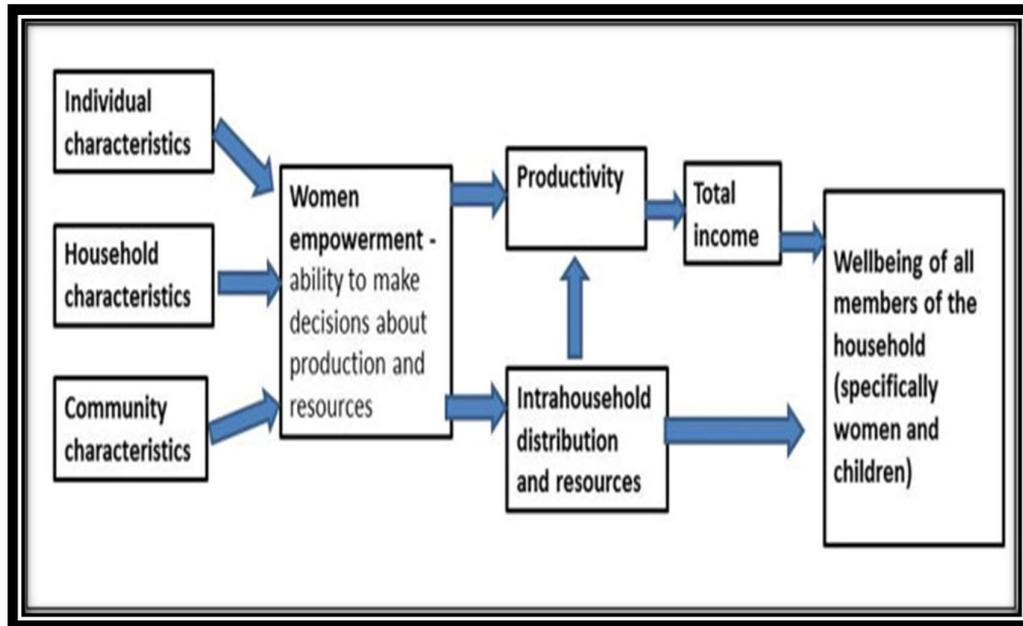 Individual
characteristics
Household
characteristics
Community
characteristics
Women
empowerment -
ability to make
decisions about
production and
resources
Productivity
Intrahousehold
distribution
and resources
Total
income
Wellbeing of all
members of the
household
(specifically
women and
children)